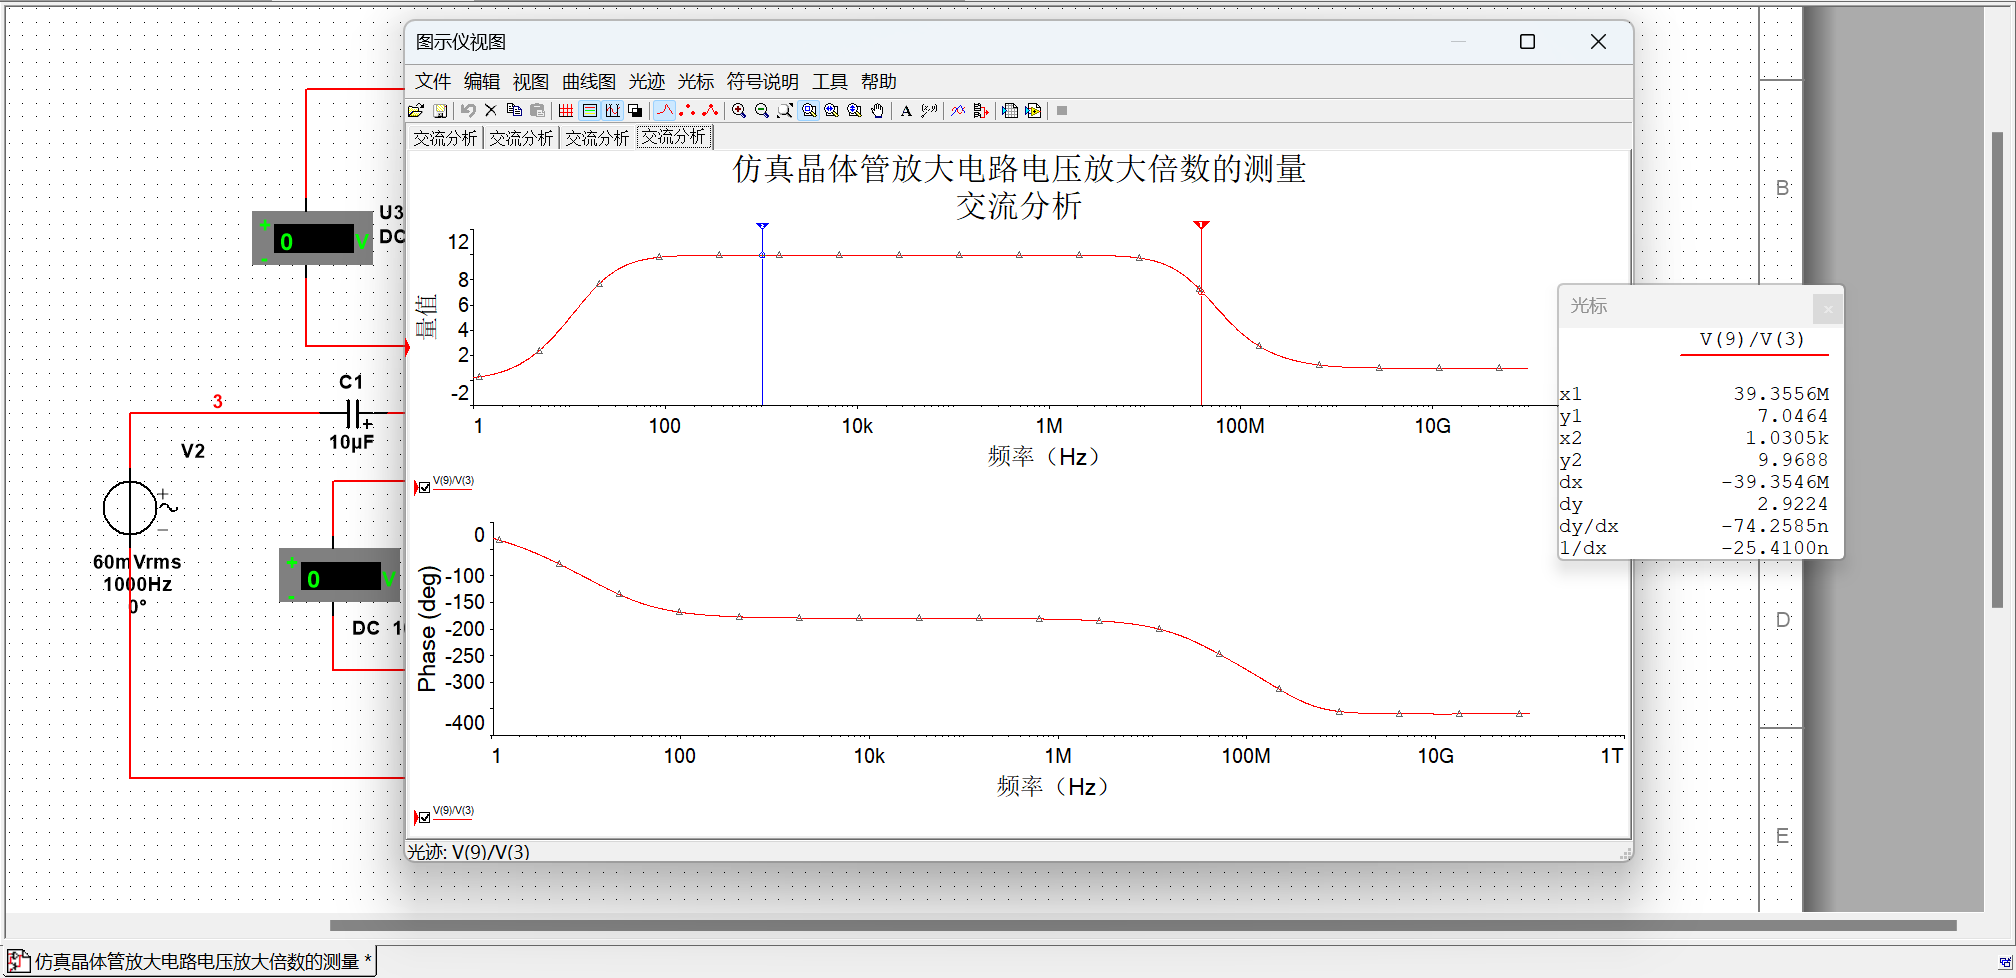 图示仪视图
文件 编辑 视图 曲线图 光迹 光标 符号说明 工具 帮助
交流分析 交流分析 交流分析 交流分析
仿真晶体管放大电路电压放大倍数的测量
交流分析
12
8
6
4
2
-2
量值
1 100 10k 1M 100M 10G
频率（Hz）
V(9)/V(3)
0
-100
-150
-200
-250
-300
-400
Phase (deg)
1 100 10k 1M 100M 10G 1T
频率（Hz）
V(9)/V(3)
光迹: V(9)/V(3)
光标
V(9)/V(3)
x1 39.3556M
y1 7.0464
x2 1.0305k
y2 9.9688
dx -39.3546M
dy 2.9224
dy/dx -74.2585n
1/dx -25.4100n
U3
DC
+ 0 V
-
C1
3
+
10µF
V2
+
60mVrms
1000Hz
0°
+ 0 V
-
DC 1
B
D
E
仿真晶体管放大电路电压放大倍数的测量 *